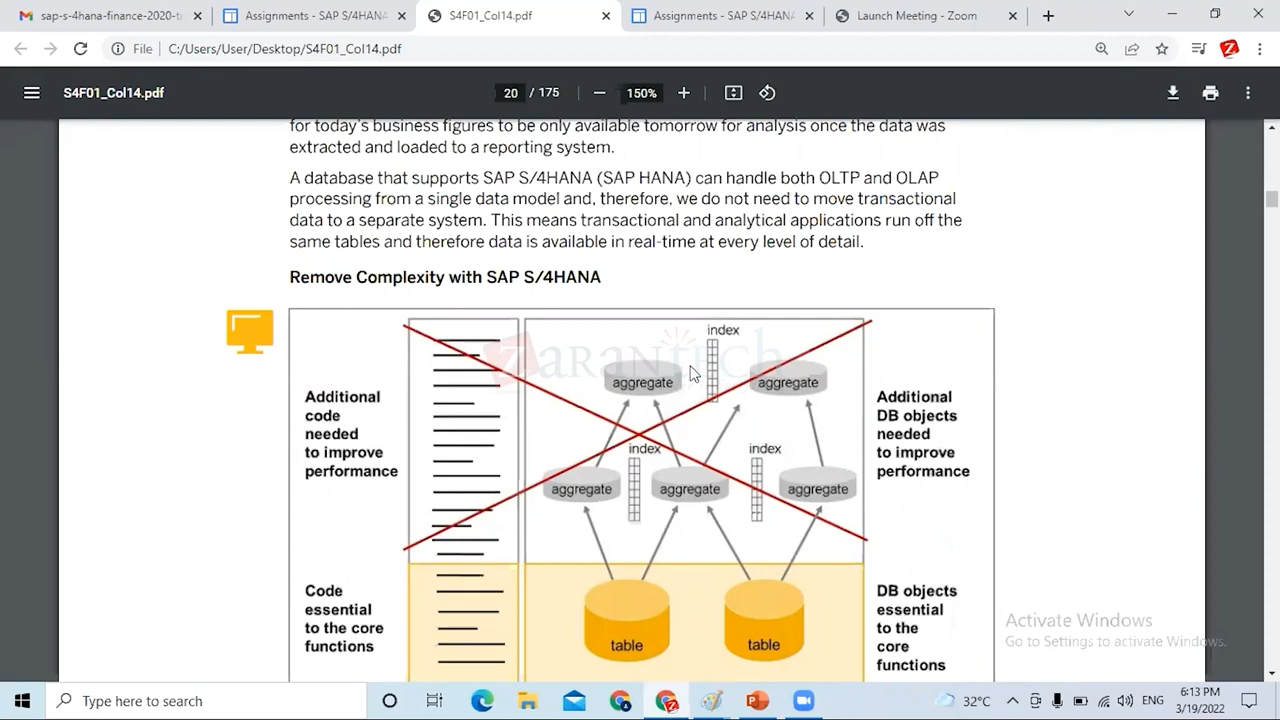 sap-s-4hana-finance-2020-t
Assignments - SAP S/4HANA
S4F01_Col14.pdf
Assignments - SAP S/4HANA
Launch Meeting - Zoom
File
C:/Users/User/Desktop/S4F01_Col14.pdf
S4F01_Col14.pdf
20 / 175
150%
for today's business figures to be only available tomorrow for analysis once the data was
extracted and loaded to a reporting system.
A database that supports SAP S/4HANA (SAP HANA) can handle both OLTP and OLAP
processing from a single data model and, therefore, we do not need to move transactional
data to a separate system. This means transactional and analytical applications run off the
same tables and therefore data is available in real-time at every level of detail.
Remove Complexity with SAP S/4HANA
zarantech
index
aggregate
aggregate
Additional
code
needed
to improve
performance
Additional
DB objects
needed
to improve
performance
index
index
aggregate
aggregate
aggregate
Code
essential
to the core
functions
table
table
DB objects
essential
to the
core
functions
Activate Windows
Go to Settings to activate Windows.
Type here to search
32°C
ENG
6:13 PM
3/19/2022